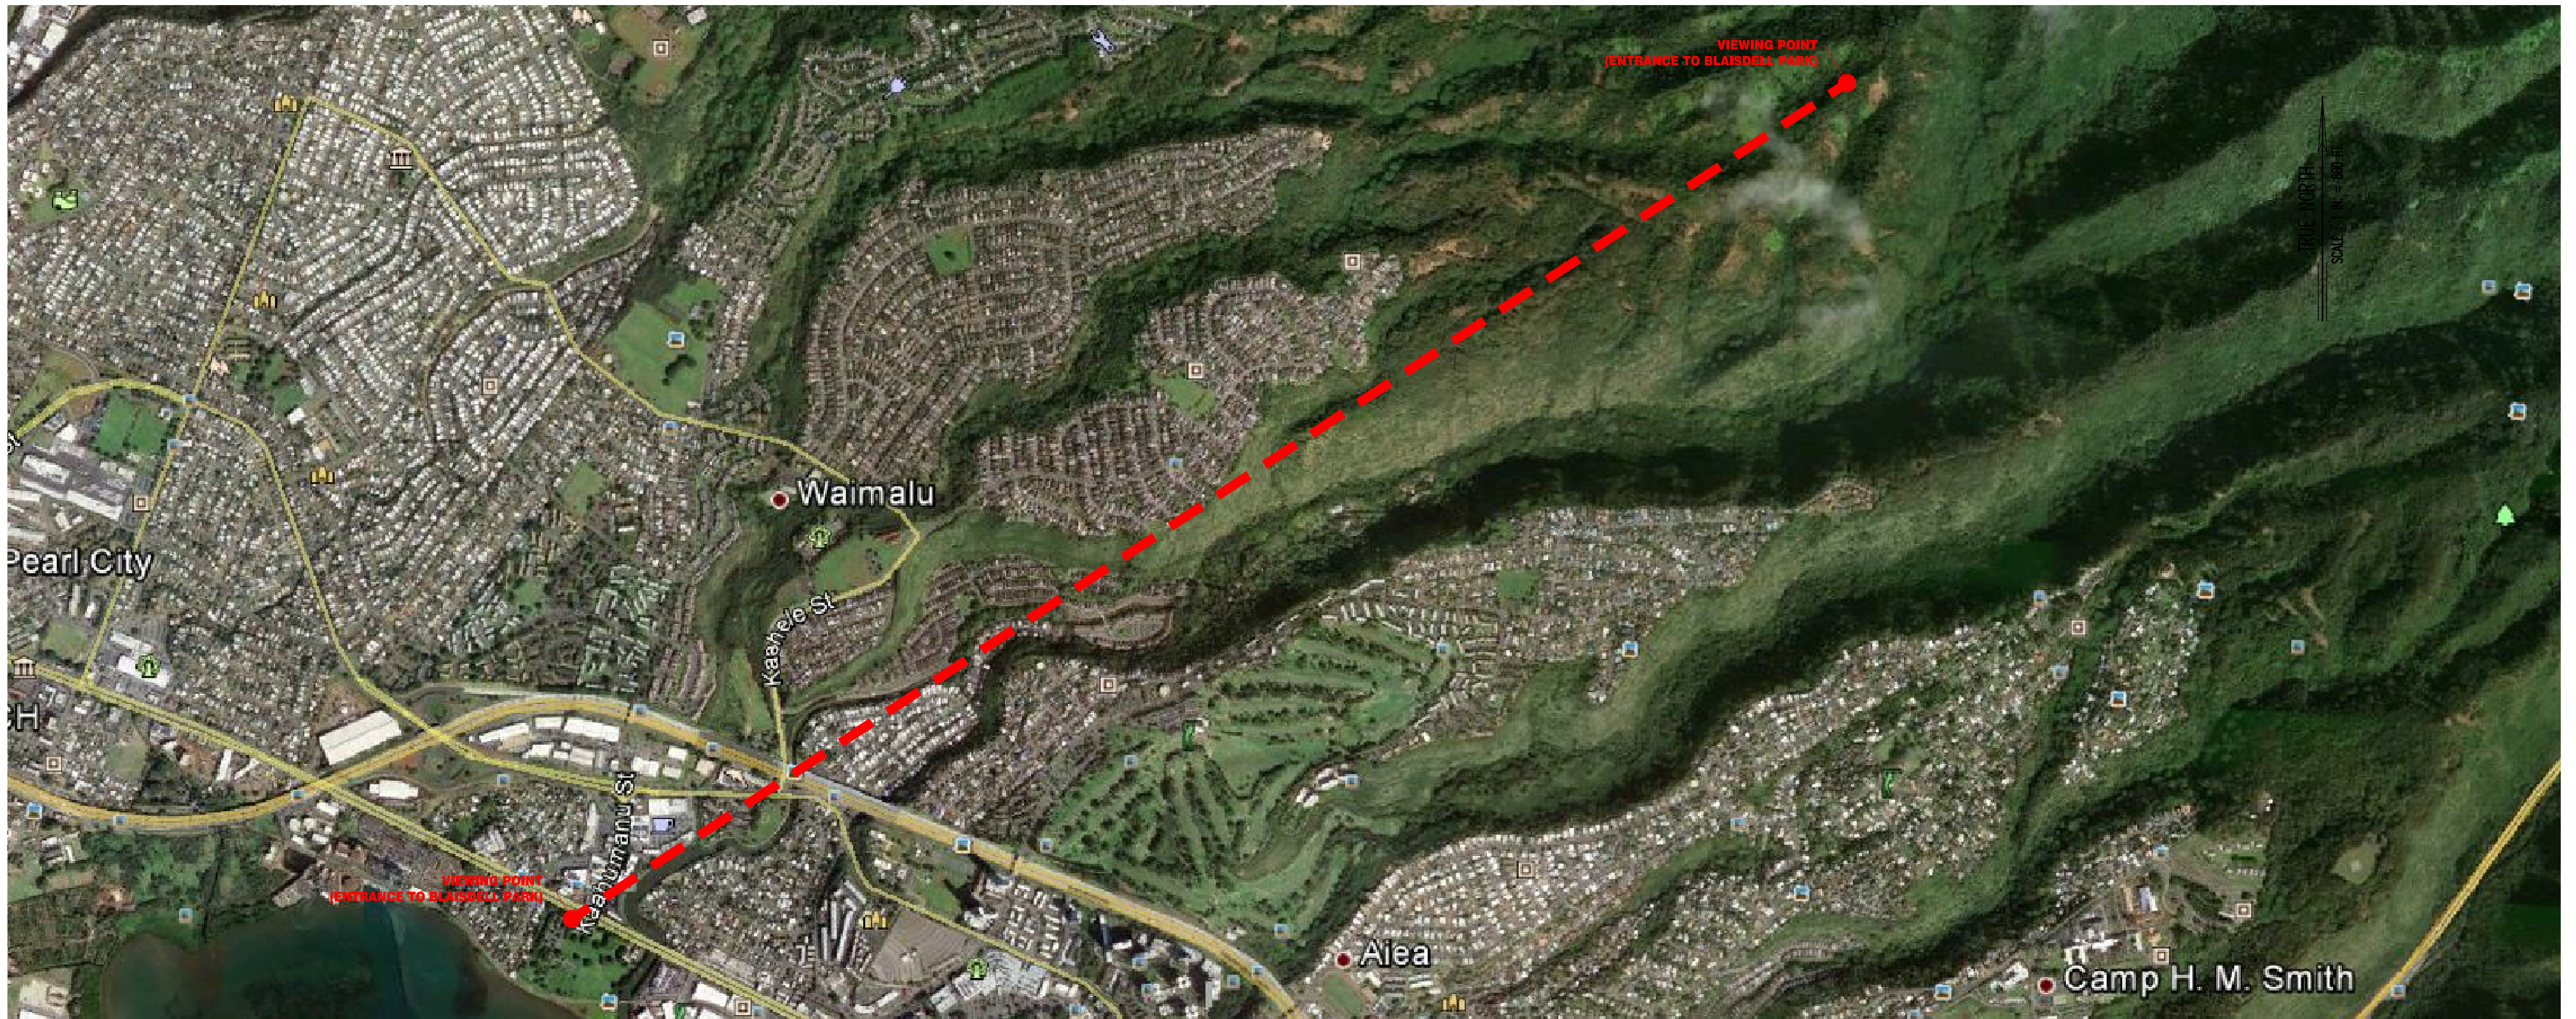 VIEWING POINT
(ENTRANCE TO BLAISDELL PARK)
TRUE NORTH
Waimalu
Pearl City
Kaahele St
Kaahumanu St
VIEWING POINT
(ENTRANCE TO BLAISDELL PARK)
Aiea
Camp H. M. Smith